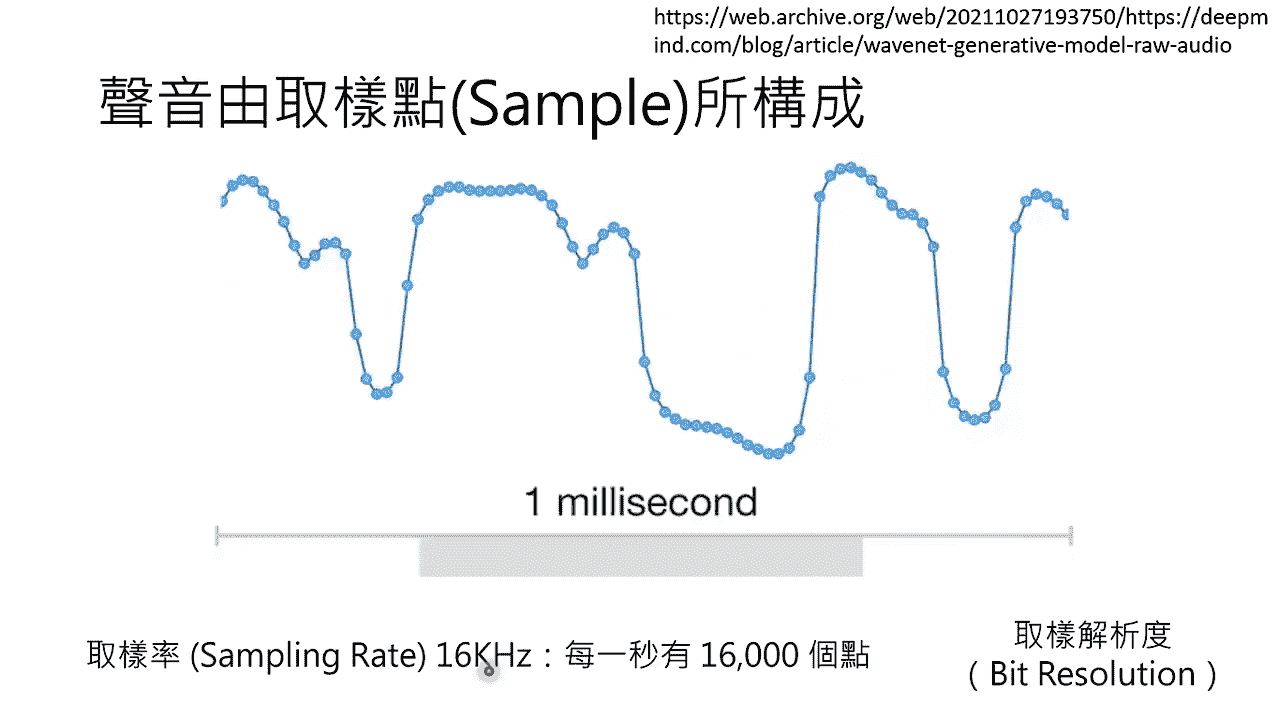 https://web.archive.org/web/20211027193750/https://deepm
ind.com/blog/article/wavenet-generative-model-raw-audio
聲音由取樣點(Sample)所構成
1 millisecond
取樣率 (Sampling Rate) 16KHz：每一秒有 16,000 個點
取樣解析度
( Bit Resolution )